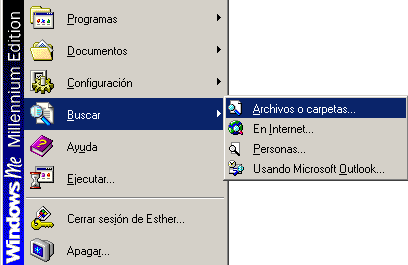 Windows Me Millennium Edition
Programas
Documentos
Configuración
Buscar
Ayuda
Ejecutar...
Cerrar sesión de Esther...
Apagar...
Archivos o carpetas...
En Internet...
Personas...
Usando Microsoft Outlook...